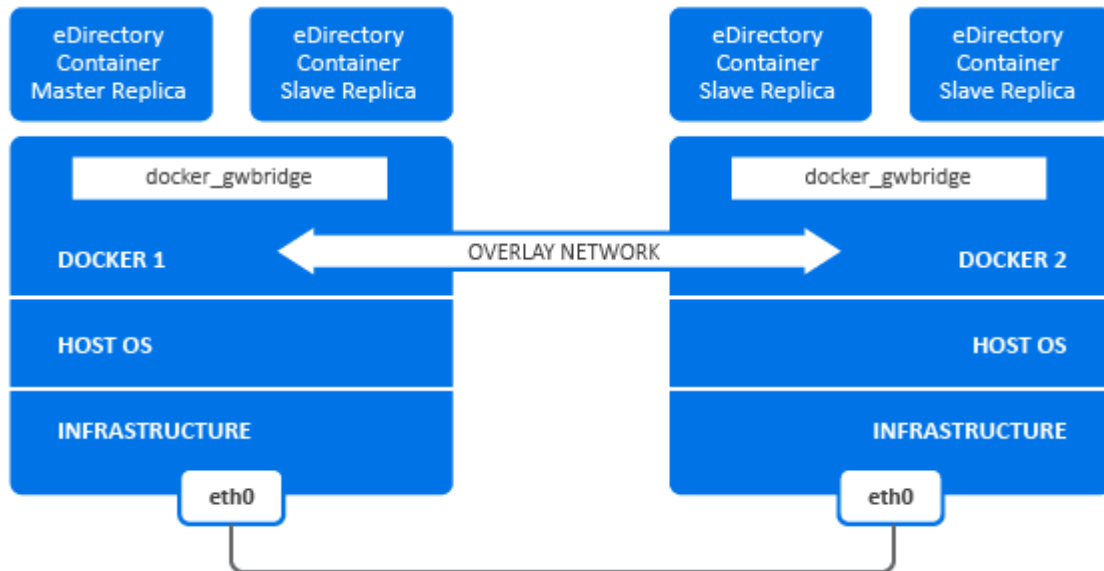 eDirectory
Container
Master Replica
eDirectory
Container
Slave Replica
eDirectory
Container
Slave Replica
eDirectory
Container
Slave Replica
docker_gwbridge
docker_gwbridge
OVERLAY NETWORK
DOCKER 1
DOCKER 2
HOST OS
HOST OS
INFRASTRUCTURE
INFRASTRUCTURE
eth0
eth0